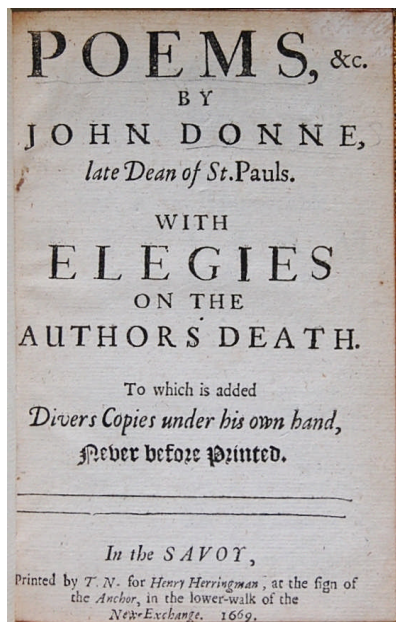 POEMS, &c.
BY
JOHN DONNE,
late Dean of St. Pauls.
WITH
ELEGIES
ON THE
AUTHORS DEATH.
To which is added
Divers Copies under his own hand,
Never before Printed.
In the SAVOY,
Printed by T. N. for Henry Herringman, at the sign of
the Anchor, in the lower-walk of the
New-Exchange. 1669.